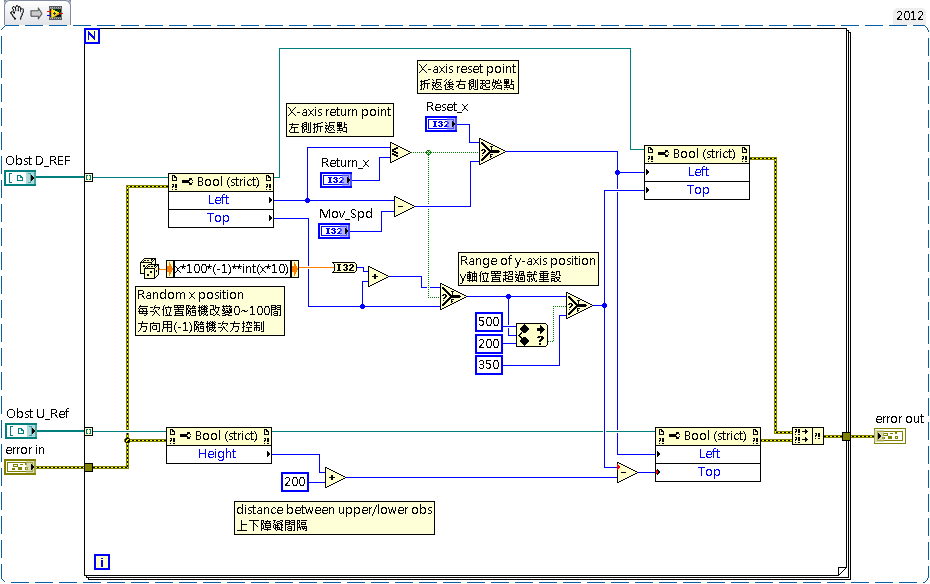 2012
N
X-axis reset point
折返後右側起始點
X-axis return point
左側折返點
Reset_x
I32
Obst D_REF
Return_x
I32
Bool (strict)
Left
Top
Bool (strict)
Left
Top
Mov_Spd
I32
x*100*(-1)**int(x*10)
I32
Range of y-axis position
y軸位置超過就重設
Random x position
每次位置隨機改變0~100間
方向用(-1)隨機次方控制
500
200
350
Obst U_Ref
error in
Bool (strict)
Height
Bool (strict)
Left
Top
error out
200
distance between upper/lower obs
上下障礙間隔
i